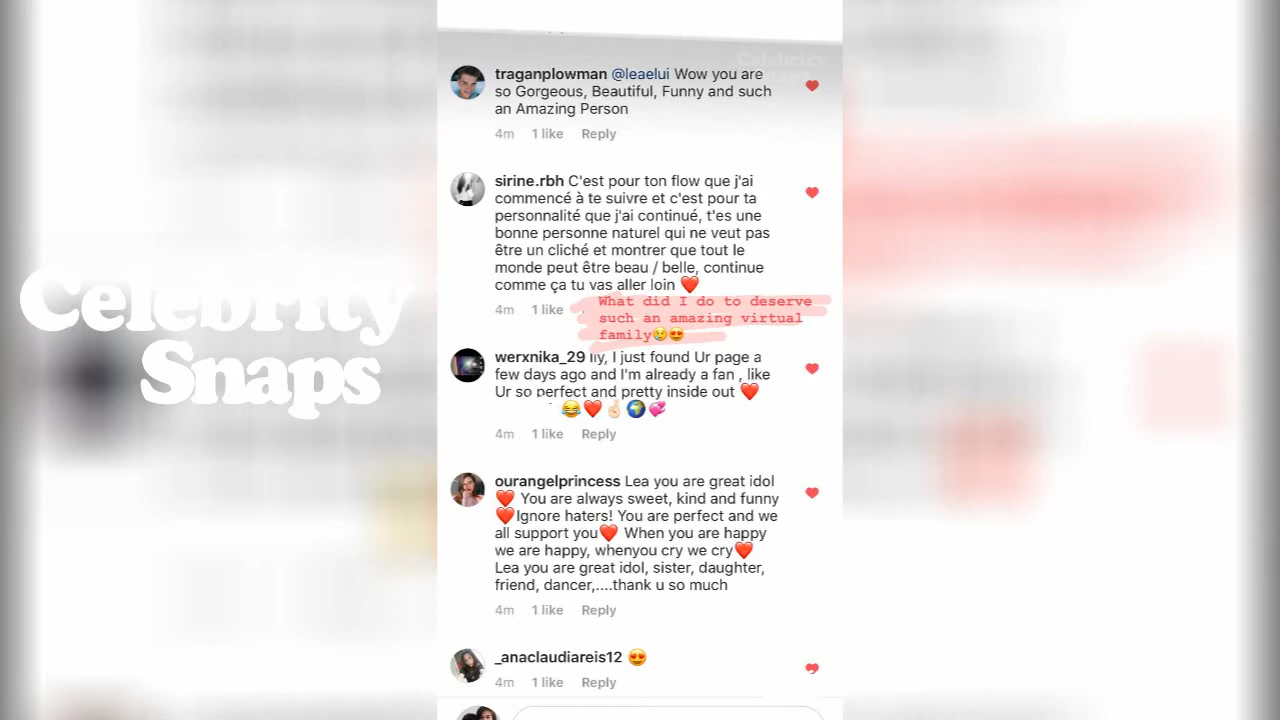 Celebrity
Snaps
traganplowman @leaelui Wow you are
so Gorgeous, Beautiful, Funny and such
an Amazing Person
4m 1 like Reply
sirine.rbh C'est pour ton flow que j'ai
commencé à te suivre et c'est pour ta
personnalité que j'ai continué, t'es une
bonne personne naturel qui ne veut pas
être un cliché et montrer que tout le
monde peut être beau / belle, continue
comme ça tu vas aller loin ❤️
4m 1 like
What did I do to deserve
such an amazing virtual
family😢😍
werxnika_29 Ily, I just found Ur page a
few days ago and I'm already a fan , like
Ur so perfect and pretty inside out ❤️
😂❤️☝🏻🌍💞
4m 1 like Reply
ourangelprincess Lea you are great idol
❤️ You are always sweet, kind and funny
❤️Ignore haters! You are perfect and we
all support you❤️ When you are happy
we are happy, whenyou cry we cry❤️
Lea you are great idol, sister, daughter,
friend, dancer,....thank u so much
4m 1 like Reply
_anaclaudiareis12 😍
4m 1 like Reply